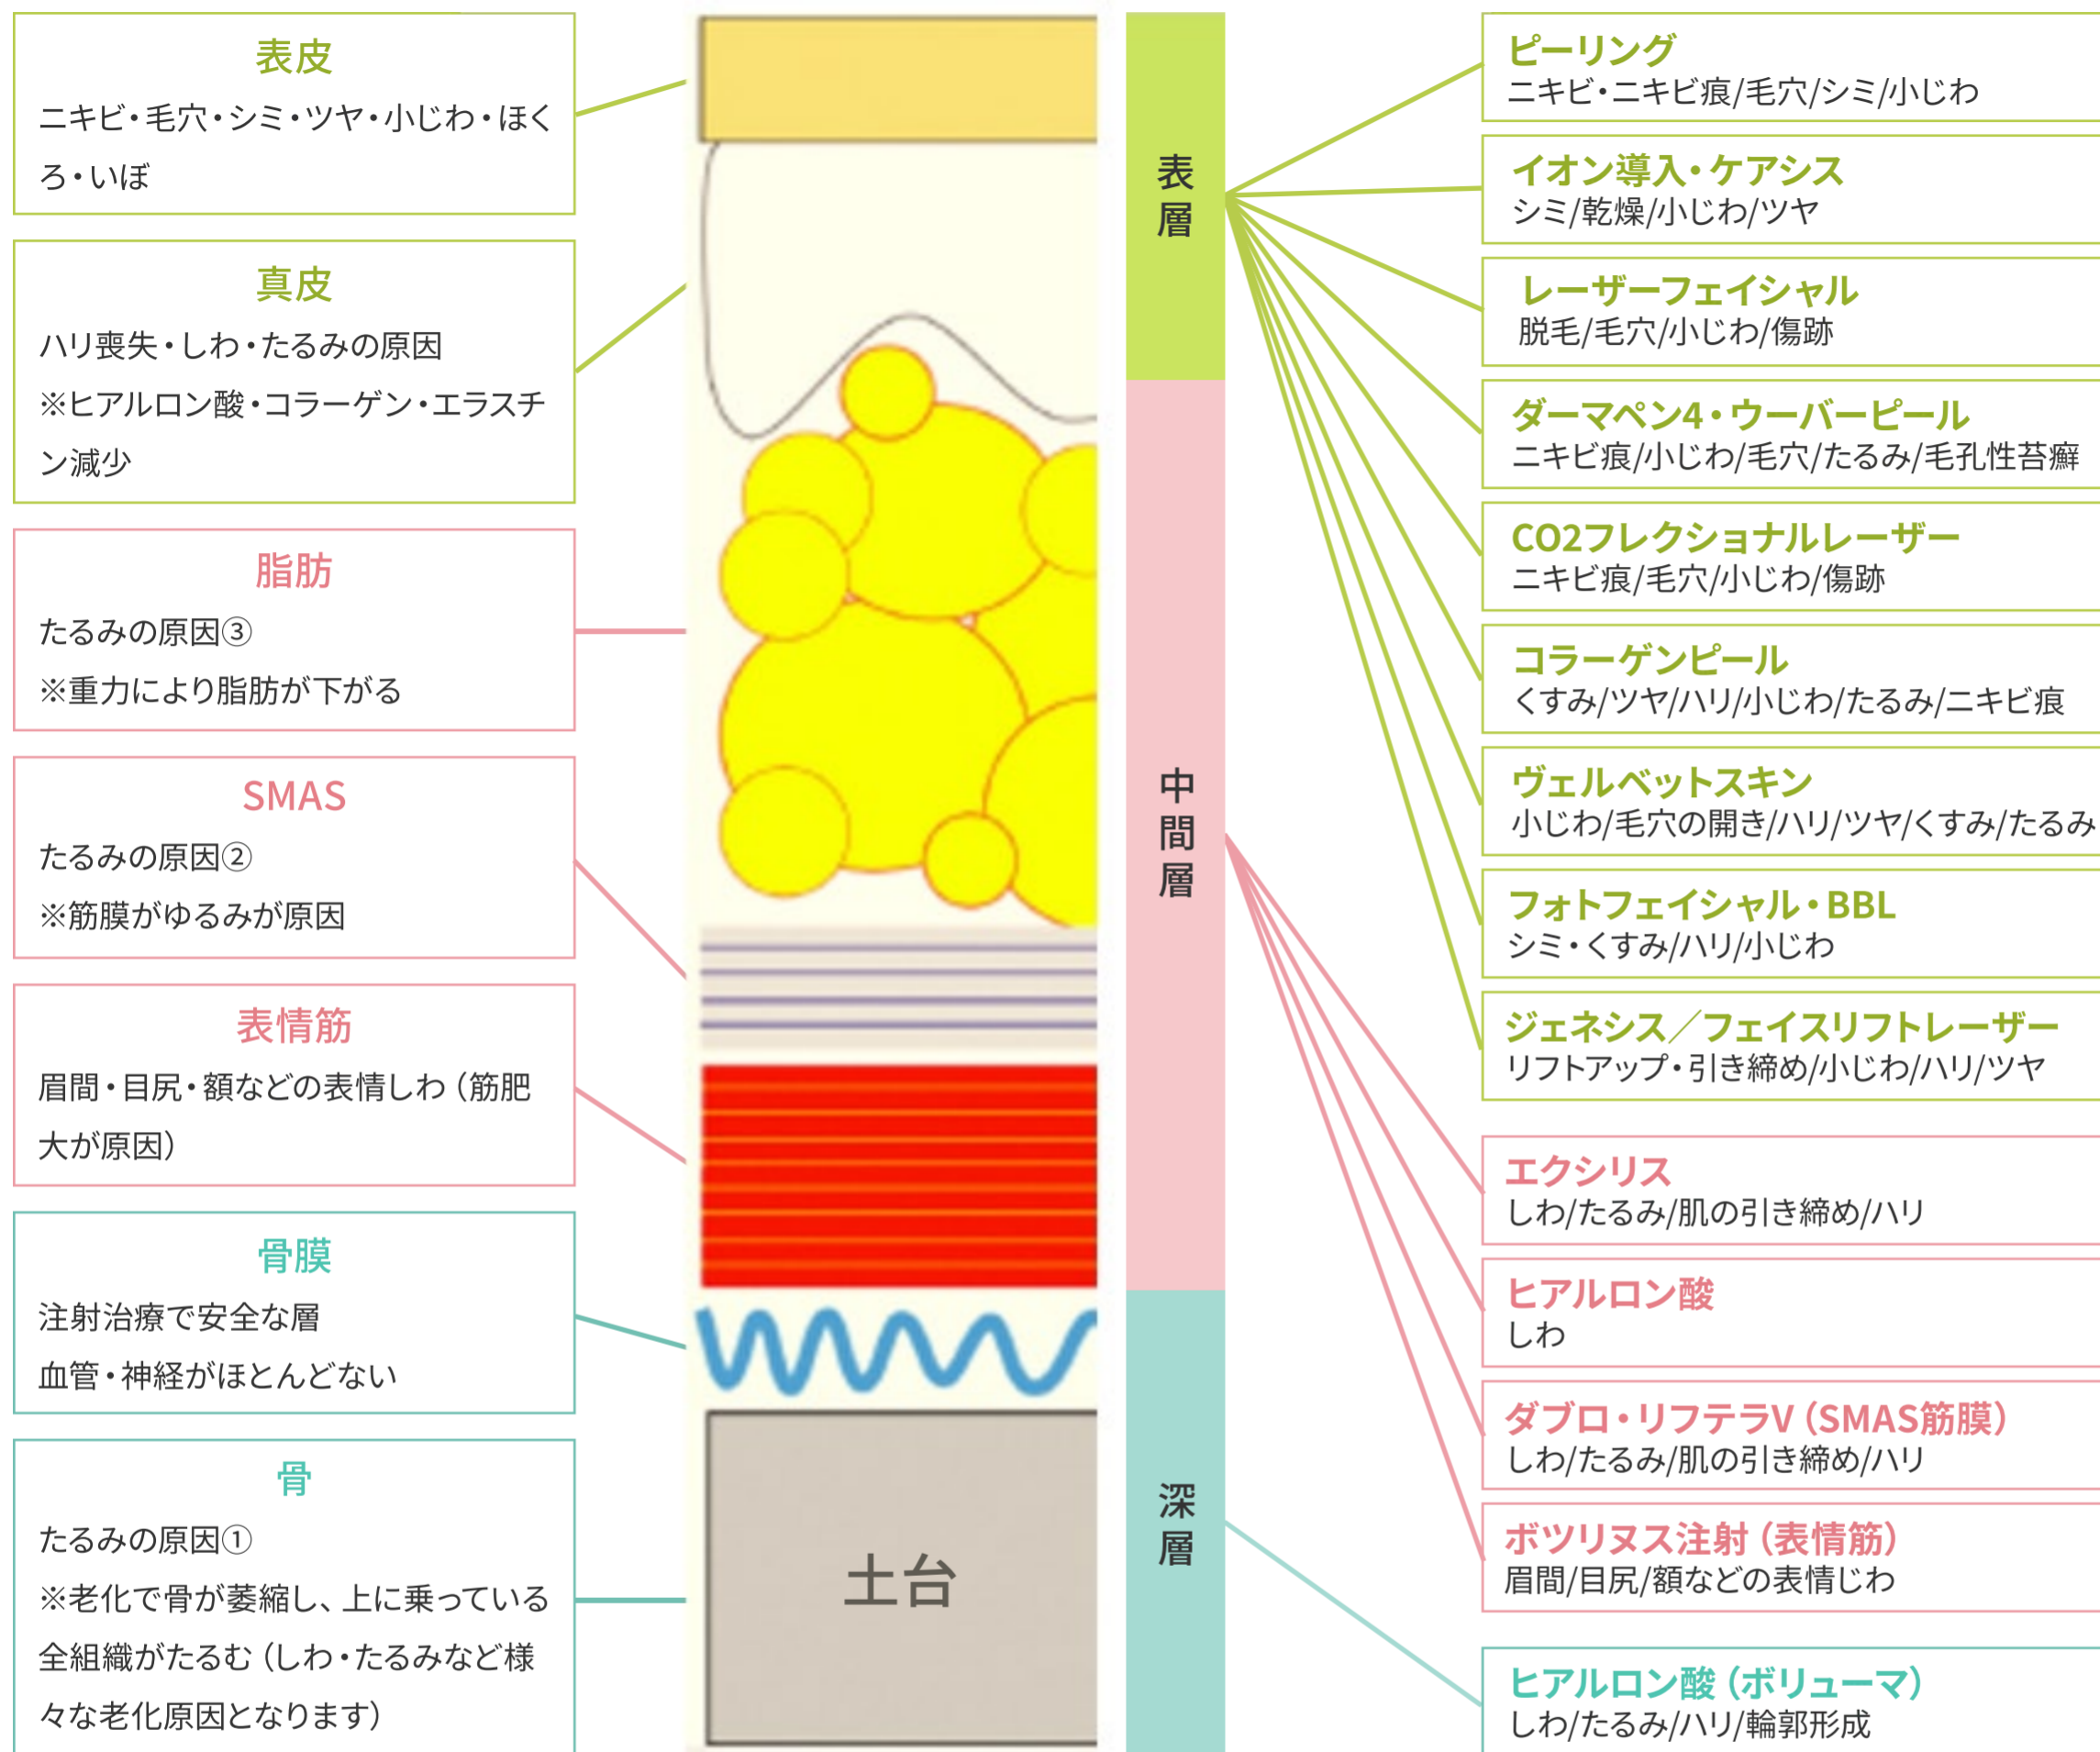 表皮
ニキビ・毛穴・シミ・ツヤ・小じわ・ほく
ろ・いぼ
真皮
ハリ喪失・しわ・たるみの原因
※ヒアルロン酸・コラーゲン・エラスチ
ン減少
脂肪
たるみの原因③
※重力により脂肪が下がる
SMAS
たるみの原因②
※筋膜がゆるみが原因
表情筋
眉間・目尻・額などの表情しわ（筋肥
大が原因）
骨膜
注射治療で安全な層
血管・神経がほとんどない
骨
たるみの原因①
※老化で骨が萎縮し、上に乗っている
全組織がたるむ（しわ・たるみなど様
々な老化原因となります）
土台
表層
中間層
深層
ピーリング
ニキビ・ニキビ痕/毛穴/シミ/小じわ
イオン導入・ケアシス
シミ/乾燥/小じわ/ツヤ
レーザーフェイシャル
脱毛/毛穴/小じわ/傷跡
ダーマペン4・ウーバーピール
ニキビ痕/小じわ/毛穴/たるみ/毛孔性苔癬
CO2フレクショナルレーザー
ニキビ痕/毛穴/小じわ/傷跡
コラーゲンピール
くすみ/ツヤ/ハリ/小じわ/たるみ/ニキビ痕
ヴェルベットスキン
小じわ/毛穴の開き/ハリ/ツヤ/くすみ/たるみ
フォトフェイシャル・BBL
シミ・くすみ/ハリ/小じわ
ジェネシス／フェイスリフトレーザー
リフトアップ・引き締め/小じわ/ハリ/ツヤ
エクシリス
しわ/たるみ/肌の引き締め/ハリ
ヒアルロン酸
しわ
ダブロ・リフテラV（SMAS筋膜）
しわ/たるみ/肌の引き締め/ハリ
ボツリヌス注射（表情筋）
眉間/目尻/額などの表情じわ
ヒアルロン酸（ボリューマ）
しわ/たるみ/ハリ/輪郭形成